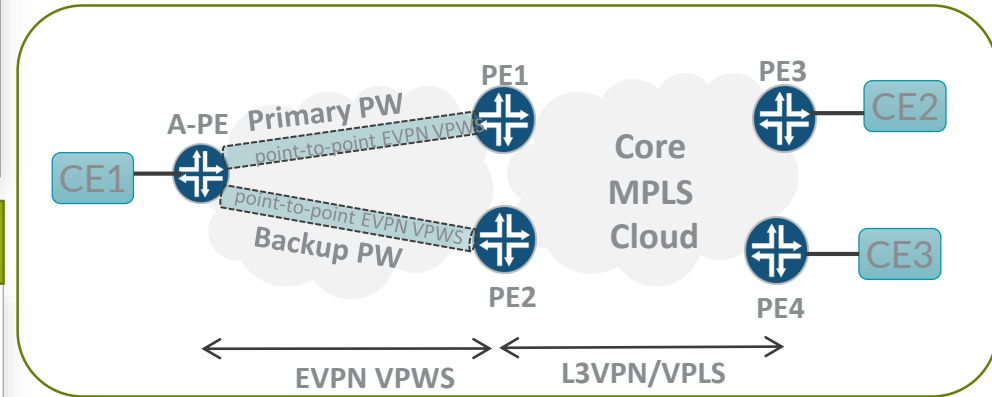 PE1
PE3
Primary PW
A-PE
CE2
point-to-point EVPN VPWS
Core
MPLS
Cloud
CE1
point-to-point EVPN VPWS
Backup PW
CE3
PE2
PE4
EVPN VPWS
L3VPN/VPLS